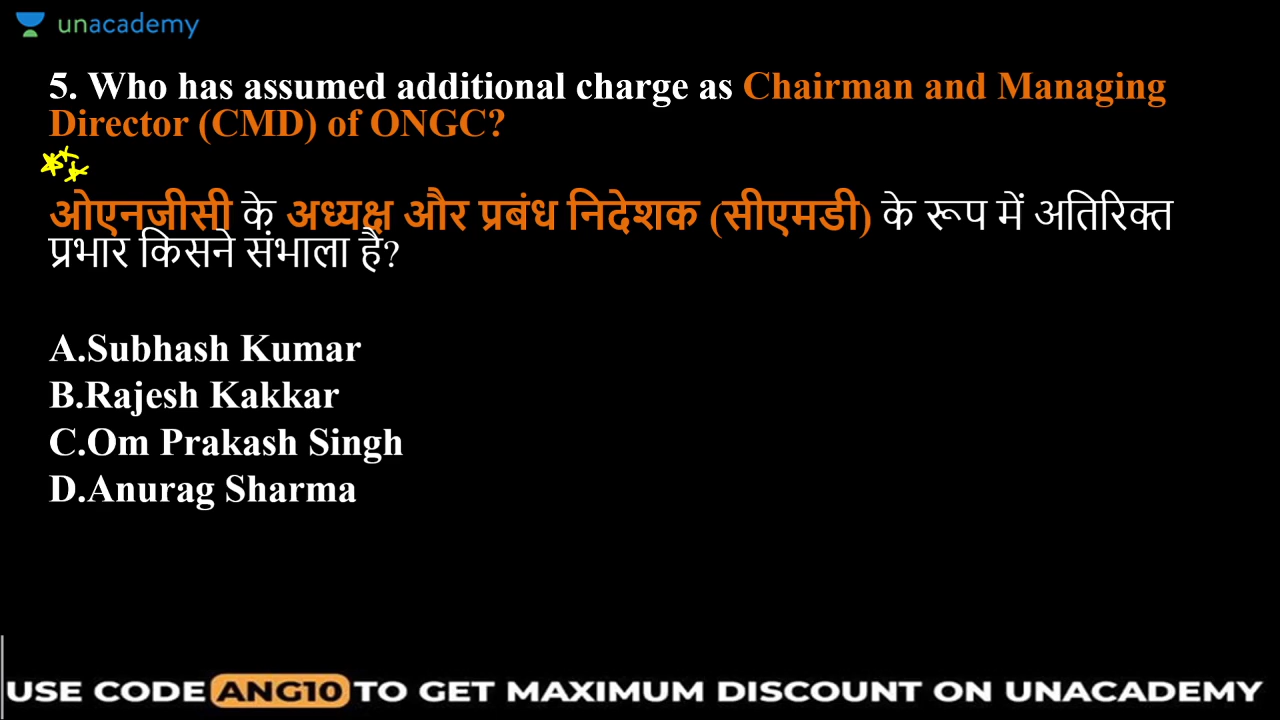 unacademy
5. Who has assumed additional charge as Chairman and Managing
Director (CMD) of ONGC?
ओएनजीसी के अध्यक्ष और प्रबंध निदेशक (सीएमडी) के रूप में अतिरिक्त
प्रभार किसने संभाला है?
A.Subhash Kumar
B.Rajesh Kakkar
C.Om Prakash Singh
D.Anurag Sharma
USE CODE ANG10 TO GET MAXIMUM DISCOUNT ON UNACADEMY